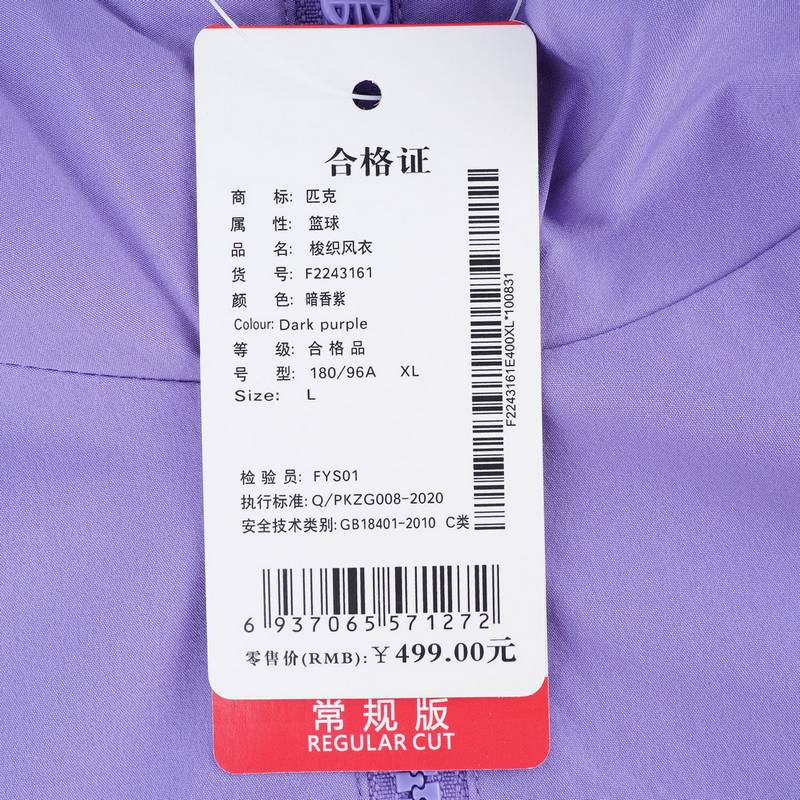 合格证
商 标: 匹克
属 性: 篮球
品 名: 梭织风衣
货 号: F2243161
颜 色: 暗香紫
Colour: Dark purple
等 级: 合格品
号 型: 180/96A XL
Size: L
检验员: FYS01
执行标准: Q/PKZG008-2020
安全技术类别: GB18401-2010 C类
F2243161E400XL*100831
6 937065 571272
零售价(RMB): ¥ 499.00元
常规版
REGULAR CUT